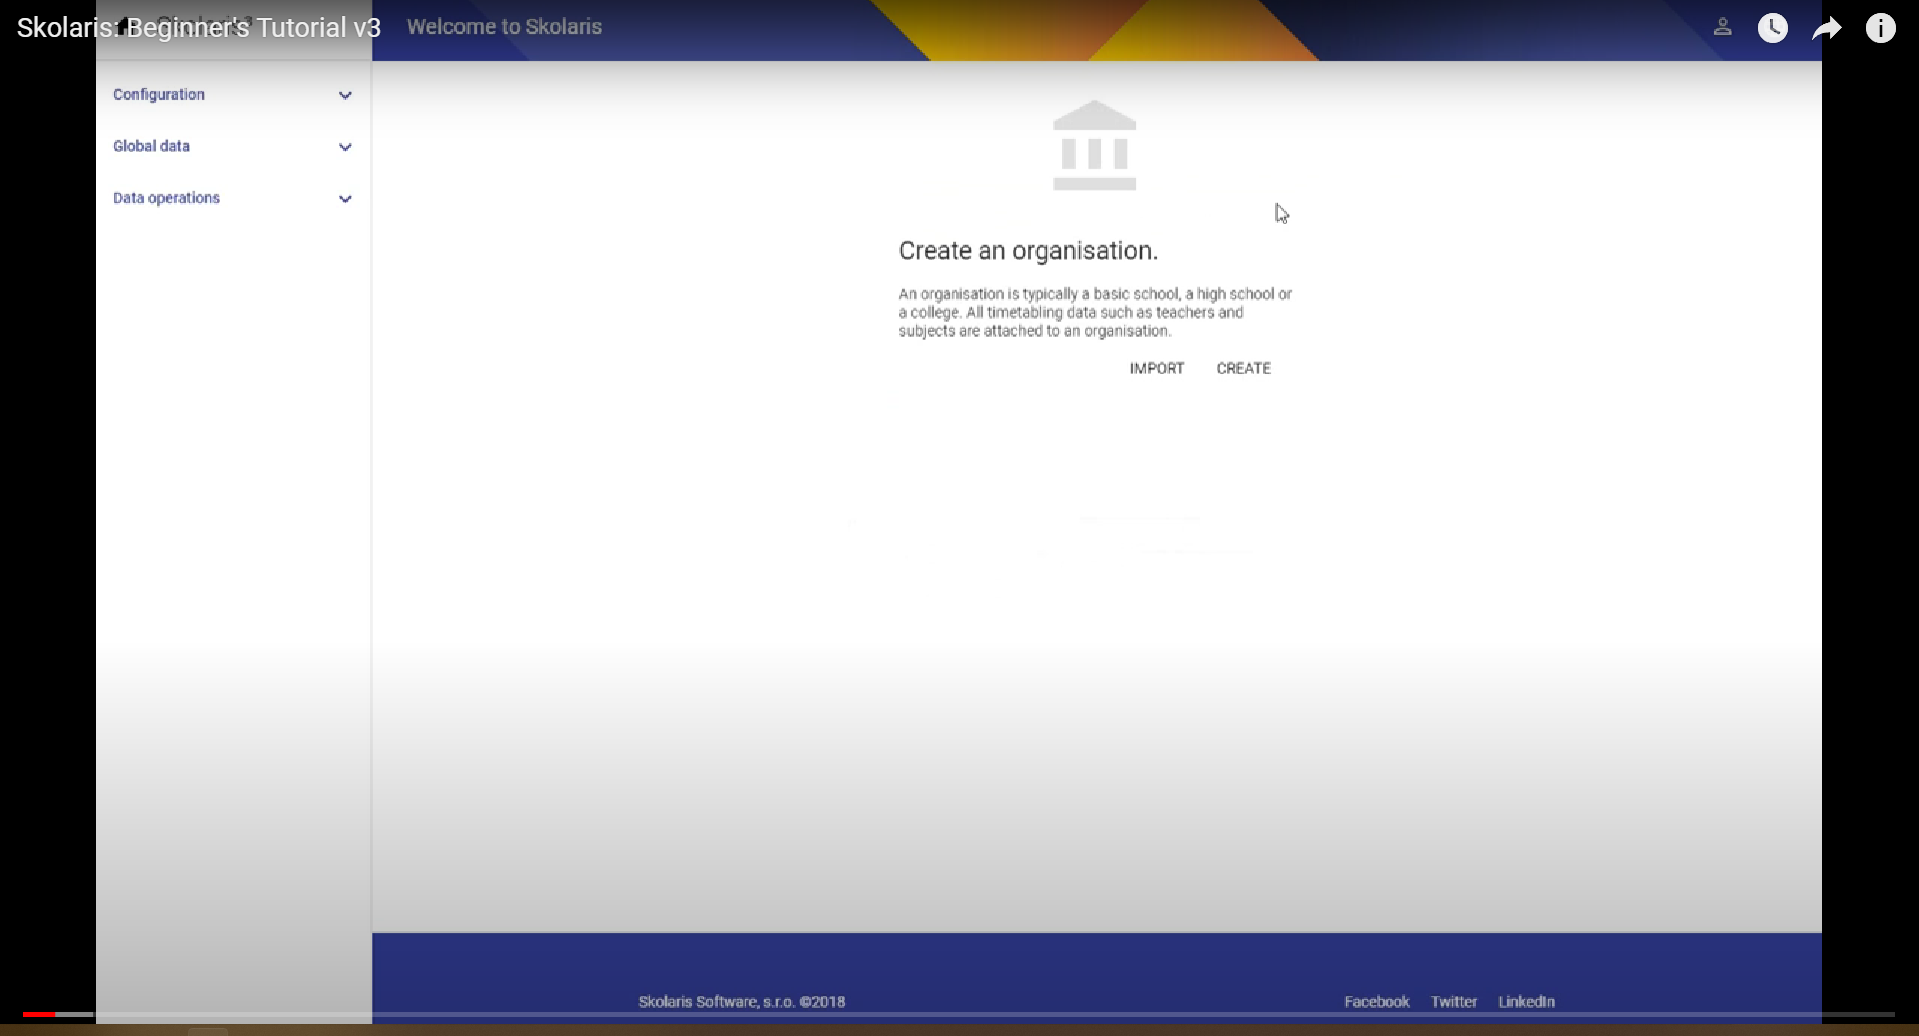 Skolaris: Beginner's Tutorial v3
Welcome to Skolaris
Configuration
Global data
Data operations
Create an organisation.
An organisation is typically a basic school, a high school or
a college. All timetabling data such as teachers and
subjects are attached to an organisation.
IMPORT CREATE
Skolaris Software, s.r.o. ©2018
Facebook Twitter LinkedIn